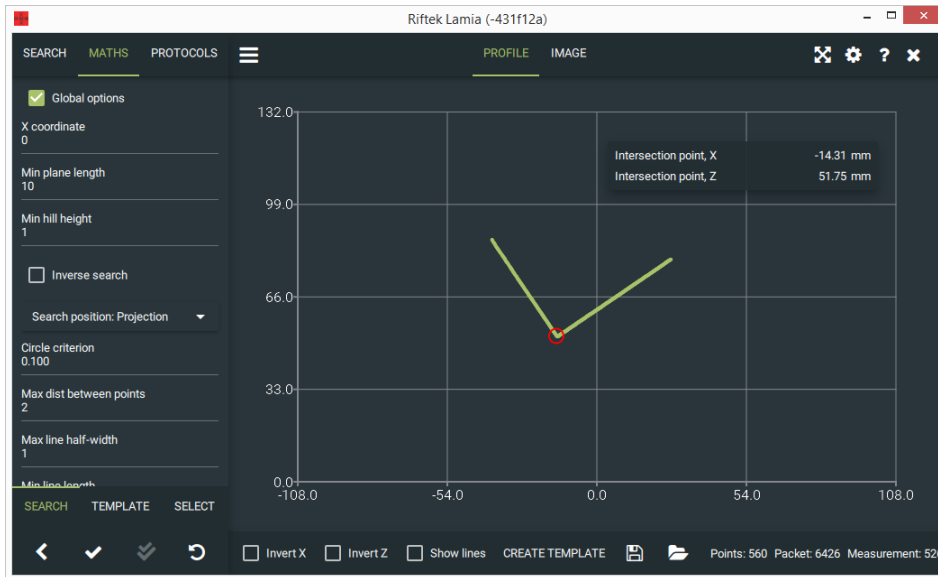 Riftek Lamia (-431f12a)
SEARCH MATHS PROTOCOLS
PROFILE IMAGE
?
Global options
X coordinate
0
Min plane length
10
Min hill height
1
Inverse search
Search position: Projection
Circle criterion
0.100
Max dist between points
2
Max line half-width
1
Min line length
SEARCH TEMPLATE SELECT
132.0
99.0
66.0
33.0
0.0
-108.0 -54.0 0.0 54.0 108.0
Intersection point, X -14.31 mm
Intersection point, Z 51.75 mm
Invert X Invert Z Show lines CREATE TEMPLATE Points: 560 Packet: 6426 Measurement: